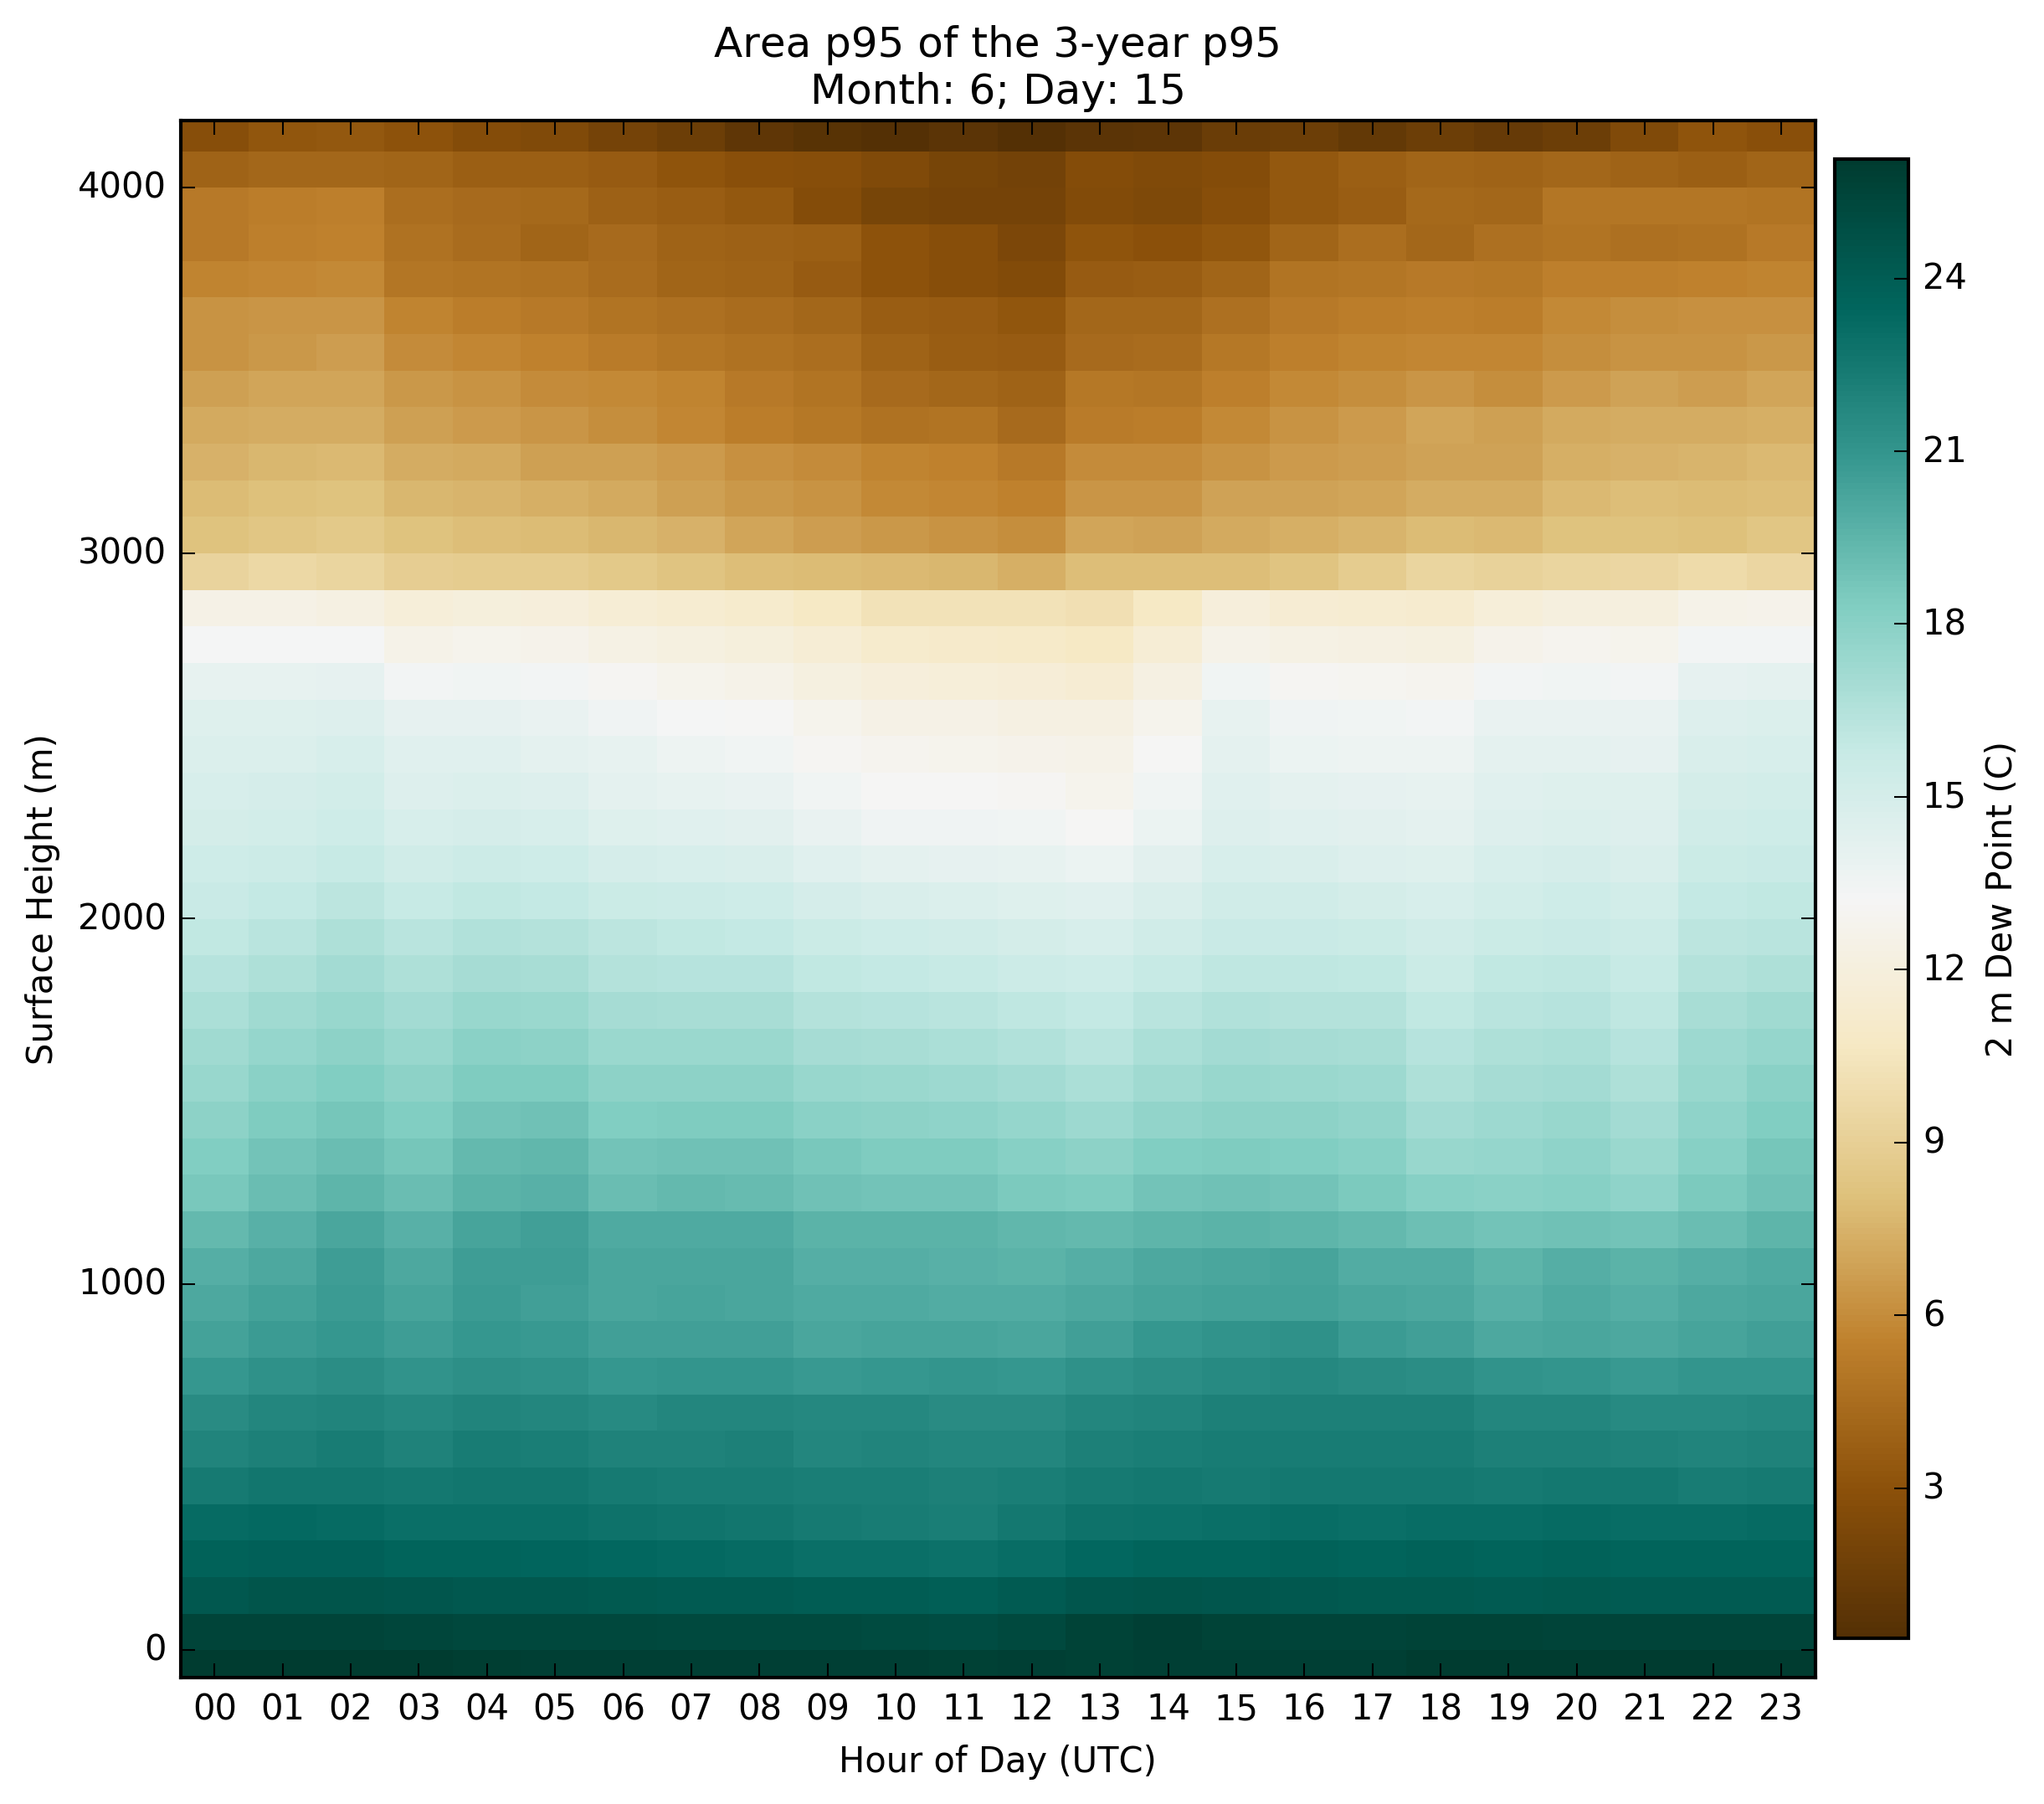 Area p95 of the 3-year p95
Month: 6; Day: 15
4000
3000
2000
1000
0
Surface Height (m)
00 01 02 03 04 05 06 07 08 09 10 11 12 13 14 15 16 17 18 19 20 21 22 23
Hour of Day (UTC)
24
21
18
15
12
9
6
3
2 m Dew Point (C)